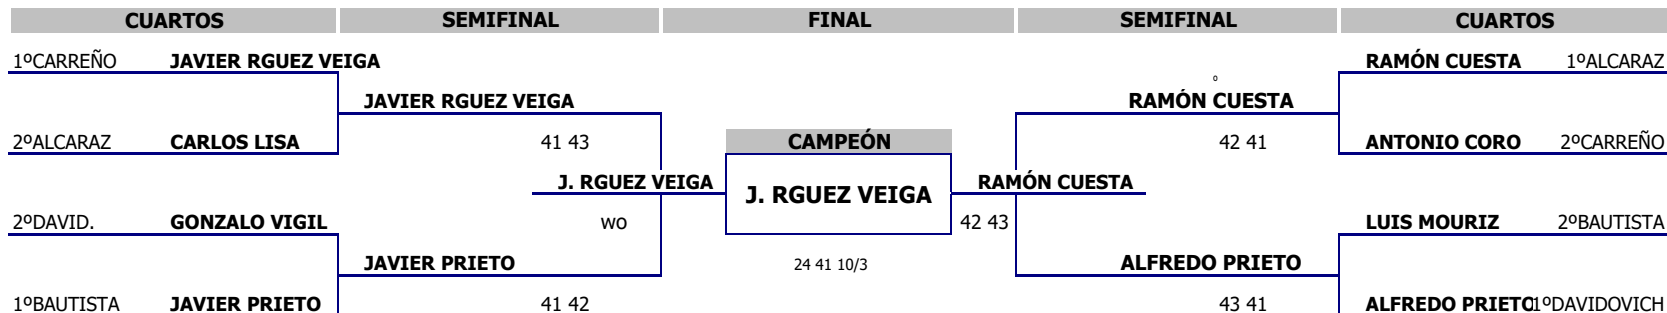 CUARTOS SEMIFINAL FINAL SEMIFINAL CUARTOS
1ºCARREÑO JAVIER RGUEZ VEIGA RAMÓN CUESTA 1ºALCARAZ
0
JAVIER RGUEZ VEIGA RAMÓN CUESTA
2ºALCARAZ CARLOS LISA 41 43 CAMPEÓN 42 41 ANTONIO CORO 2ºCARREÑO
J. RGUEZ VEIGA J. RGUEZ VEIGA RAMÓN CUESTA
2ºDAVID. GONZALO VIGIL wo 42 43 LUIS MOURIZ 2ºBAUTISTA
JAVIER PRIETO 24 41 10/3 ALFREDO PRIETO
1ºBAUTISTA JAVIER PRIETO 41 42 43 41 ALFREDO PRIETO 1ºDAVIDOVICH